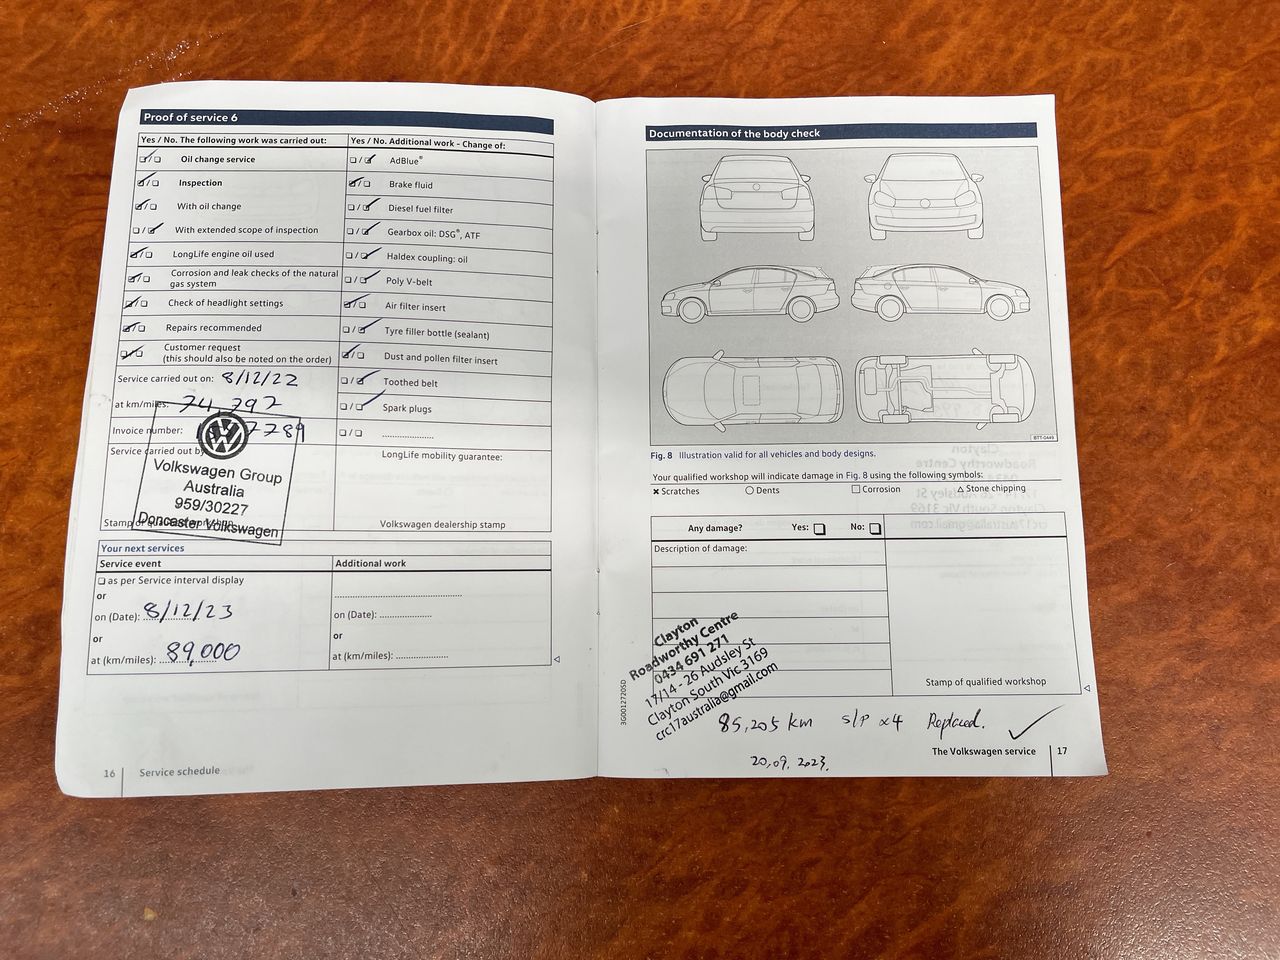 Proof of service 6
Yes / No. The following work was carried out:
Oil change service
Inspection
With oil change
With extended scope of inspection
LongLife engine oil used
Corrosion and leak checks of the natural
gas system
Check of headlight settings
Repairs recommended
Customer request
(this should also be noted on the order)
Service carried out on: 8/12/22
at km/miles: 74,797
Invoice number:
Service carried out by
Volkswagen Group
Australia
959/30227
Doncaster Volkswagen
Yes / No. Additional work - Change of:
AdBlue®
Brake fluid
Diesel fuel filter
Gearbox oil: DSG®, ATF
Haldex coupling: oil
Poly V-belt
Air filter insert
Tyre filler bottle (sealant)
Dust and pollen filter insert
Toothed belt
Spark plugs
LongLife mobility guarantee:
Volkswagen dealership stamp
Your next services
Service event
as per Service interval display
or
on (Date): 8/12/23
or
at (km/miles): 89,000
Additional work
on (Date):
or
at (km/miles):
16 Service schedule
Documentation of the body check
BTT-0449
Fig. 8 Illustration valid for all vehicles and body designs.
Your qualified workshop will indicate damage in Fig. 8 using the following symbols:
× Scratches ○ Dents □ Corrosion △ Stone chipping
Any damage? Yes: No:
Description of damage:
Stamp of qualified workshop
Clayton
Roadworthy Centre
0434 691 271
17/14 - 26 Audsley St
Clayton South Vic 3169
crc17australia@gmail.com
3G0012720SD
85,205 km S/P x4 Replaced.
20.09.2023.
The Volkswagen service 17